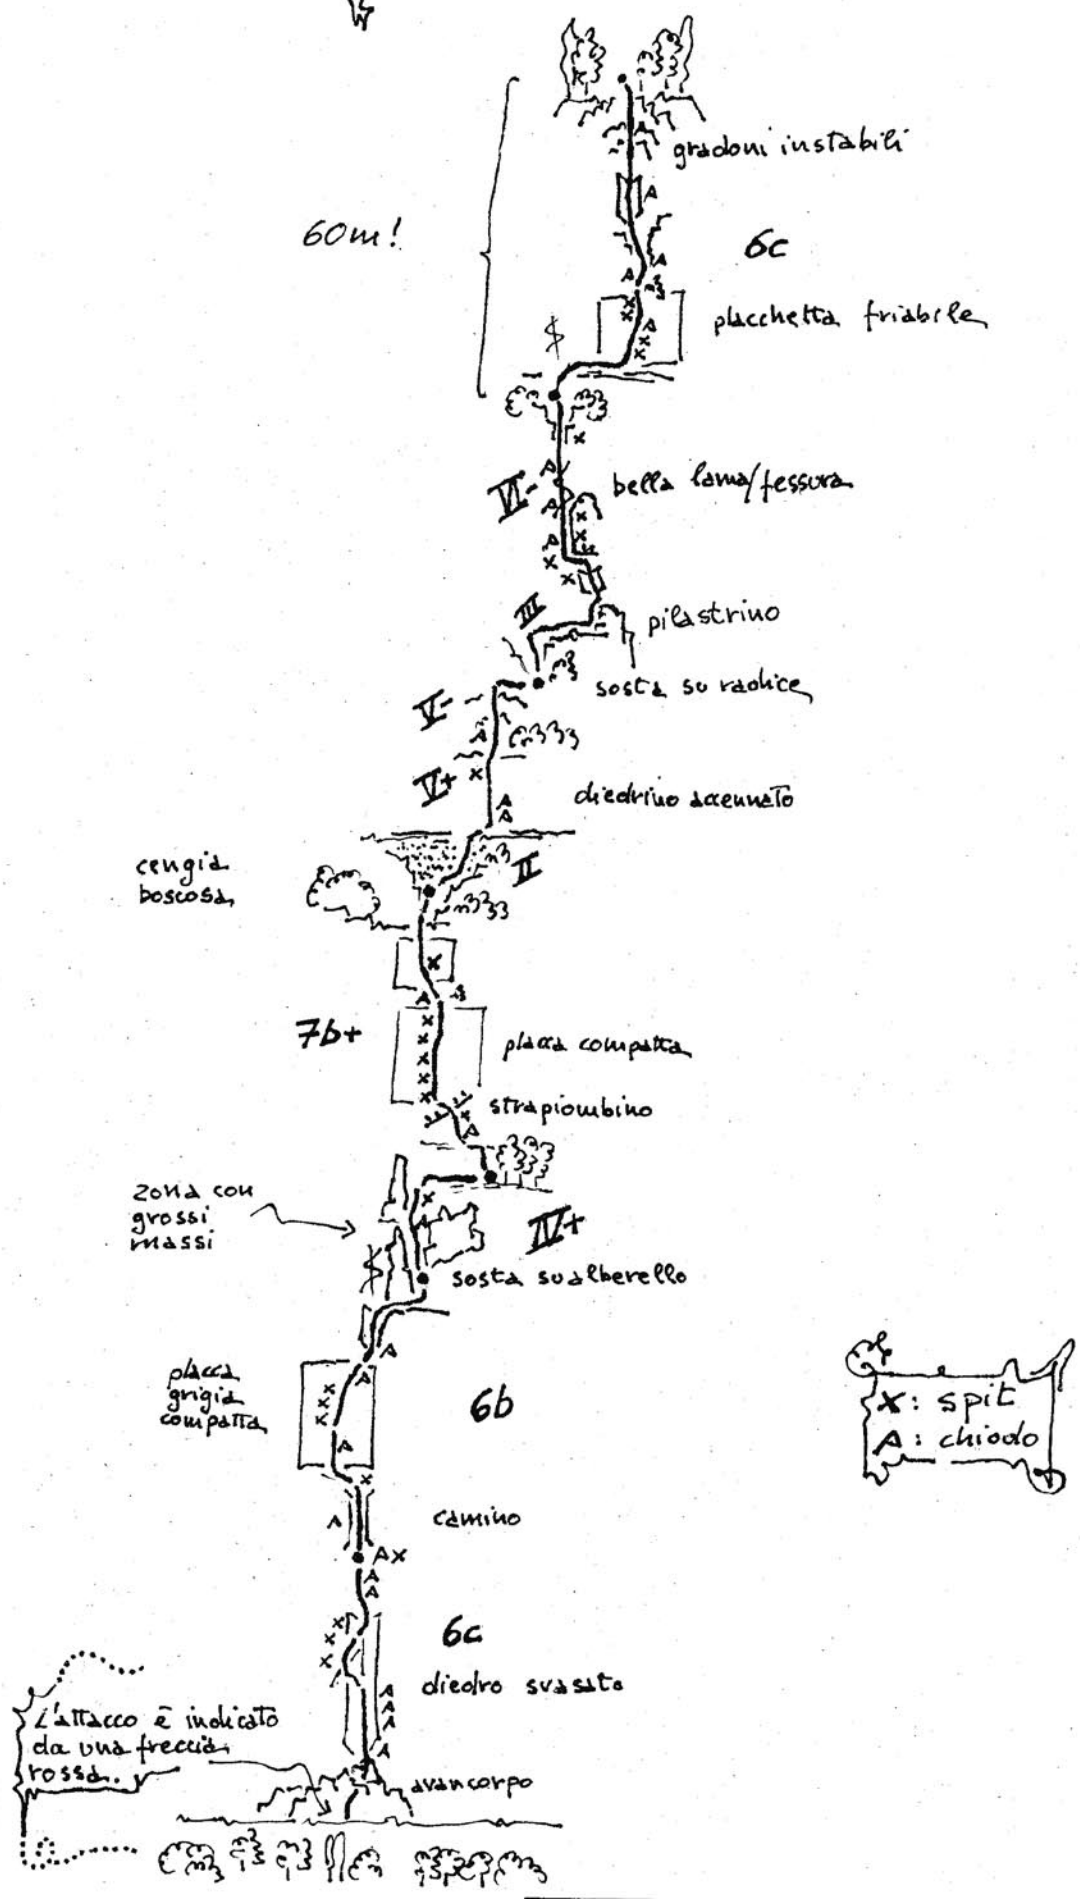 gradoni instabili
60m!
6c
placchetta friabile
VI-
bella lama/fessura
III
pilastrino
sosta su radice
V-
V+
diedrino accennato
cengia
boscosa
II
7b+
placca compatta
strapiombino
zona con
grossi
massi
IV+
sosta su alberello
placca
grigia
compatta
6b
X: spit
A: chiodo
camino
6c
diedro svasato
L'attacco è indicato
da una freccia
rossa.
avancorpo